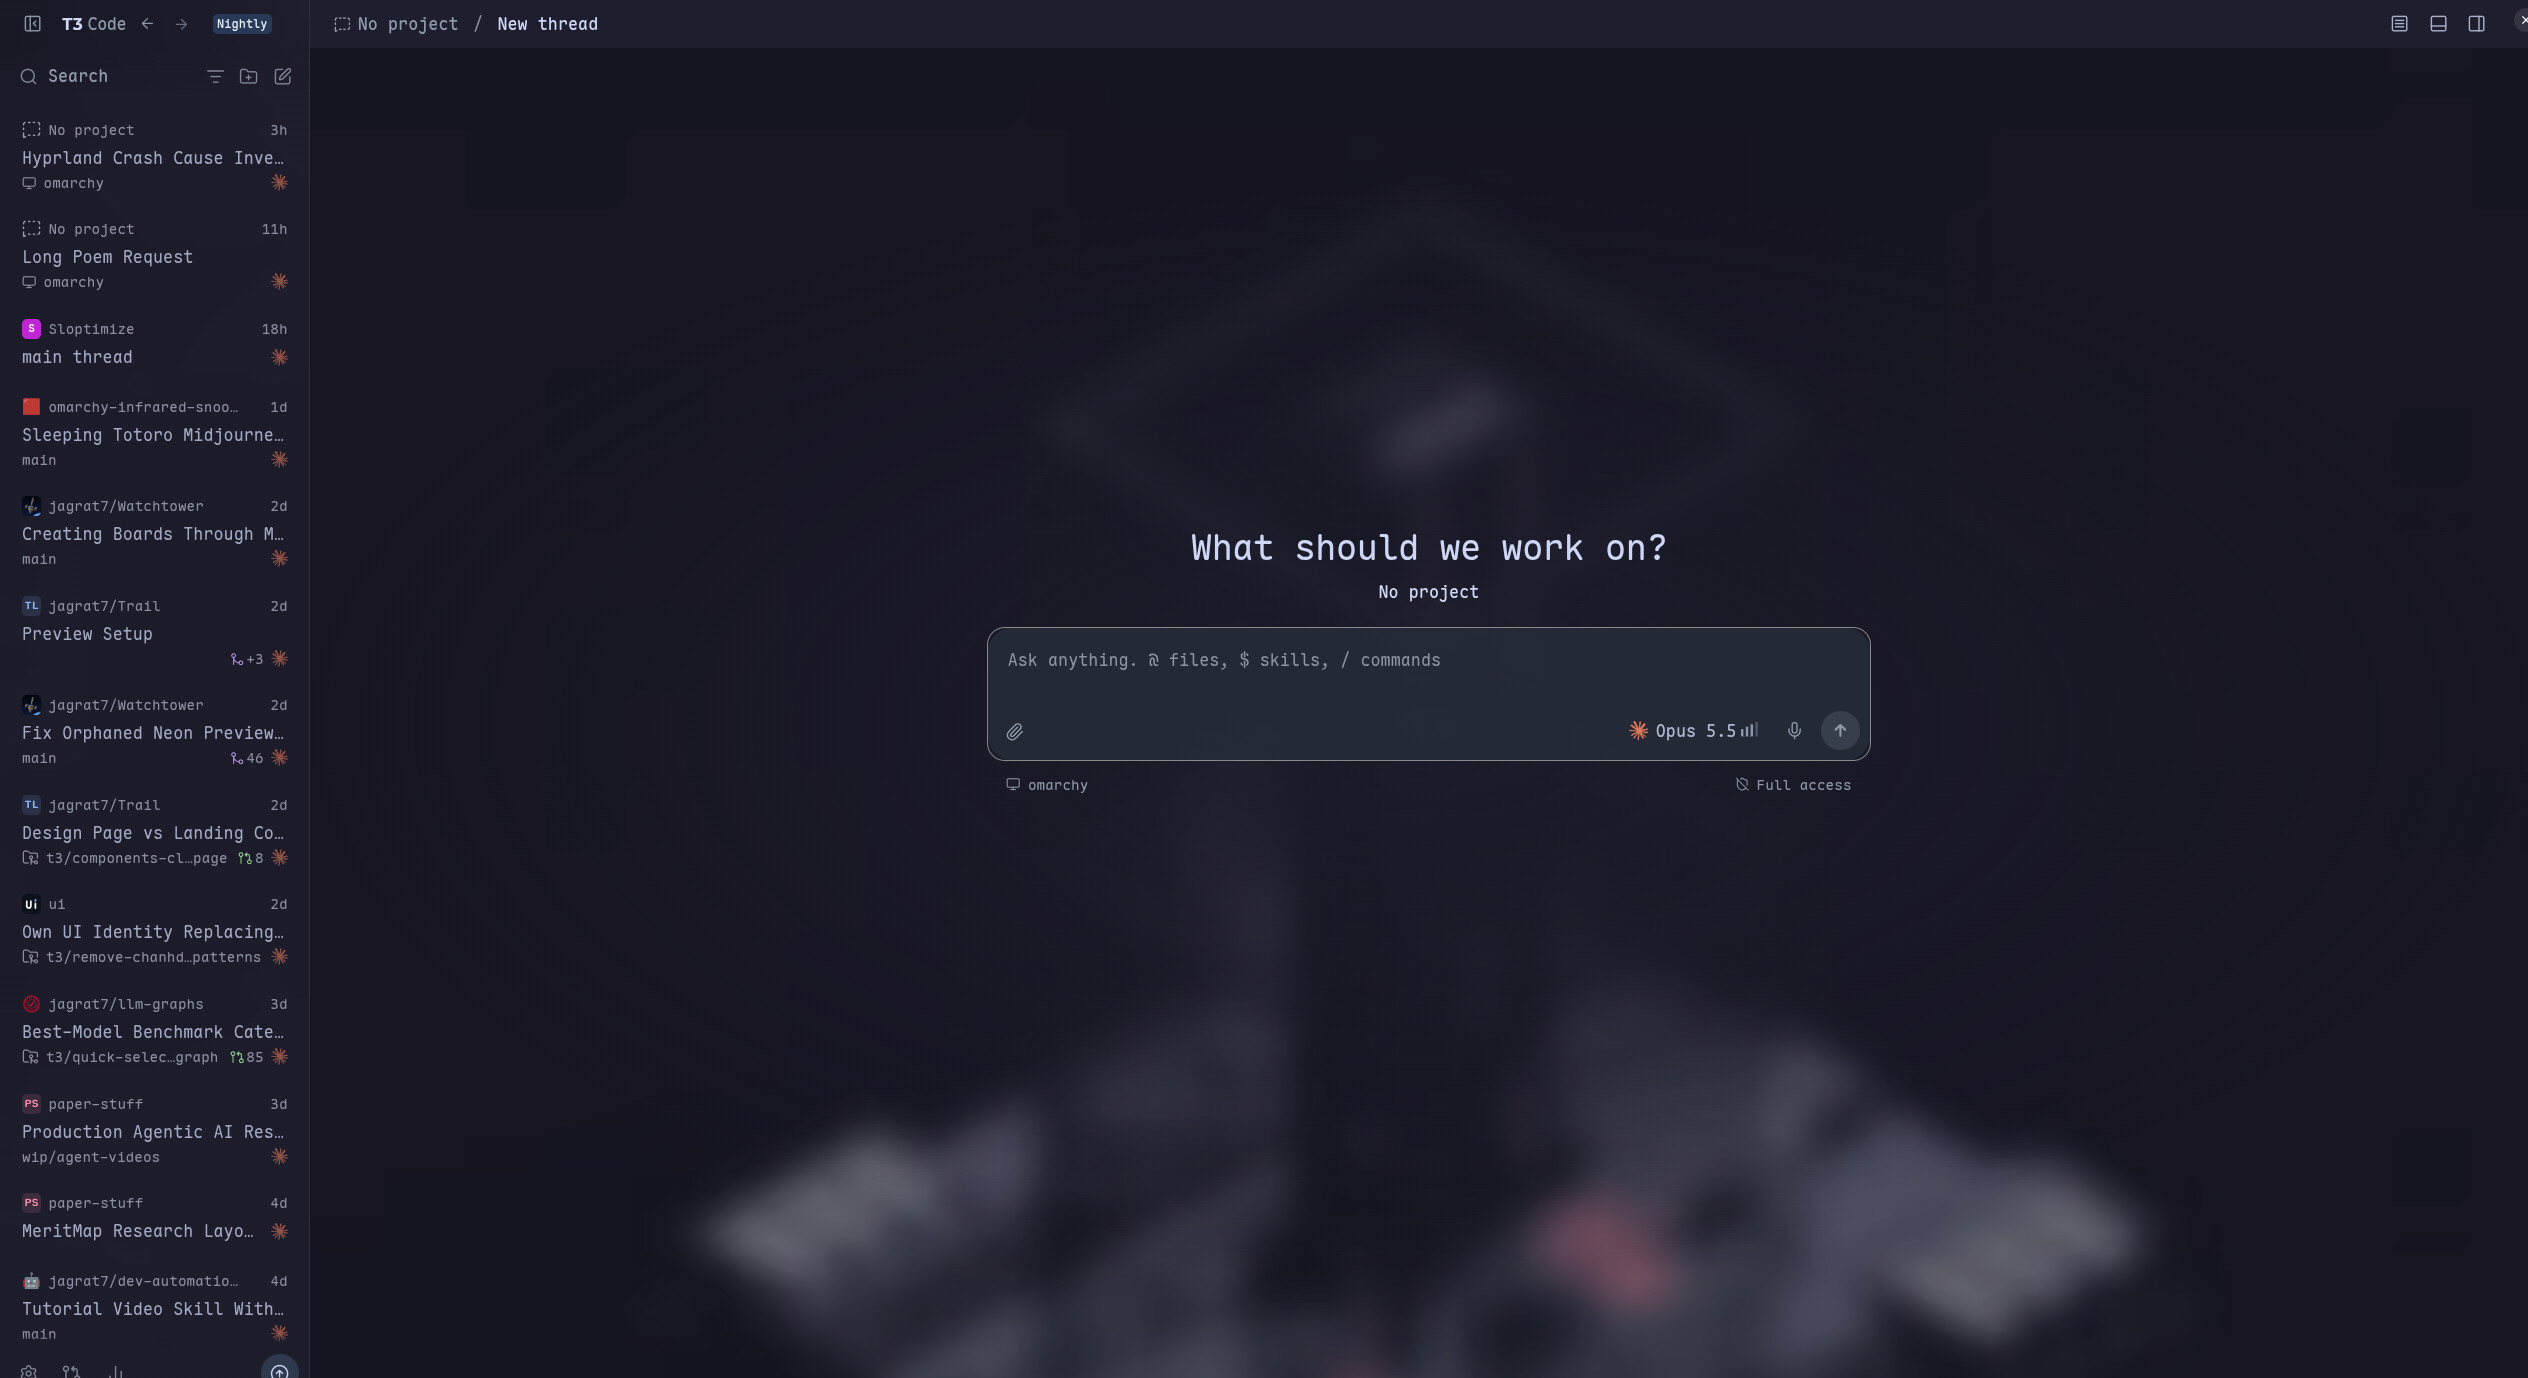 T3 Code
Nightly
No project / New thread
Search
No project 3h
Hyprland Crash Cause Inve…
omarchy
No project 11h
Long Poem Request
omarchy
S Sloptimize 18h
main thread
omarchy-infrared-snoo… 1d
Sleeping Totoro Midjourne…
main
jagrat7/Watchtower 2d
Creating Boards Through M…
main
TL jagrat7/Trail 2d
Preview Setup
+3
jagrat7/Watchtower 2d
Fix Orphaned Neon Preview…
main 46
TL jagrat7/Trail 2d
Design Page vs Landing Co…
t3/components-cl…page 8
Ui ui 2d
Own UI Identity Replacing…
t3/remove-chanhd…patterns
jagrat7/llm-graphs 3d
Best-Model Benchmark Cate…
t3/quick-selec…graph 85
PS paper-stuff 3d
Production Agentic AI Res…
wip/agent-videos
PS paper-stuff 4d
MeritMap Research Layo…
jagrat7/dev-automatio… 4d
Tutorial Video Skill With…
main
What should we work on?
No project
Ask anything. @ files, $ skills, / commands
Opus 5.5
omarchy
Full access